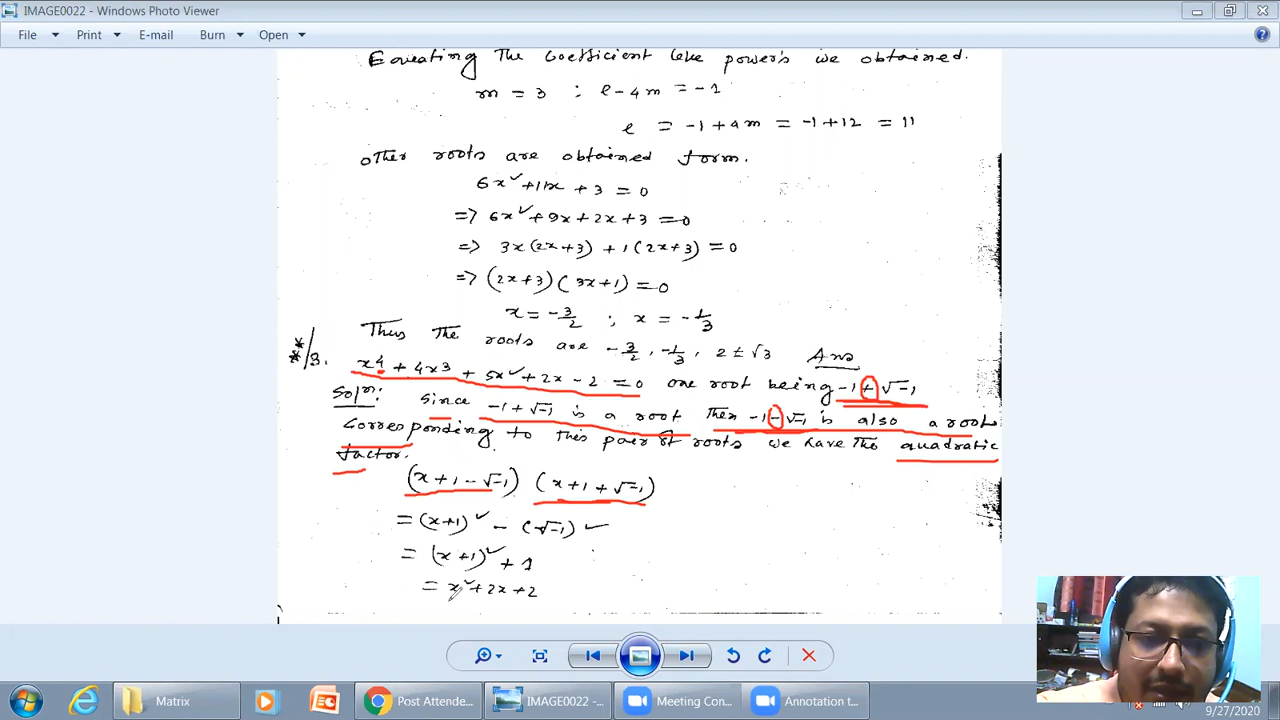 IMAGE0022 - Windows Photo Viewer
File Print E-mail Burn Open
Equating The Coefficient like powers we obtained.
m = 3 ; e - 4m = -1
e = -1 + 4m = -1 + 12 = 11
other roots are obtained form.
6x² + 11x + 3 = 0
=> 6x² + 9x + 2x + 3 = 0
=> 3x(2x+3) + 1(2x+3) = 0
=> (2x+3)(3x+1) = 0
x = -3/2 ; x = -1/3
Thus The roots are -3/2, -1/3, 2 ± √3 Ans
3. x4 + 4x3 + 5x² + 2x - 2 = 0 one root being -1 + √-1
Soln: Since -1 + √-1 is a root Then -1 - √-1 is also a root
Corresponding to this pair of roots we have the quadratic
factor.
(x+1-√-1) (x+1+√-1)
= (x+1)² - (√-1)²
= (x+1)² + 1
= x² + 2x + 2
Matrix
Post Attende...
IMAGE0022 -...
Meeting Con...
Annotation t...
9/27/2020